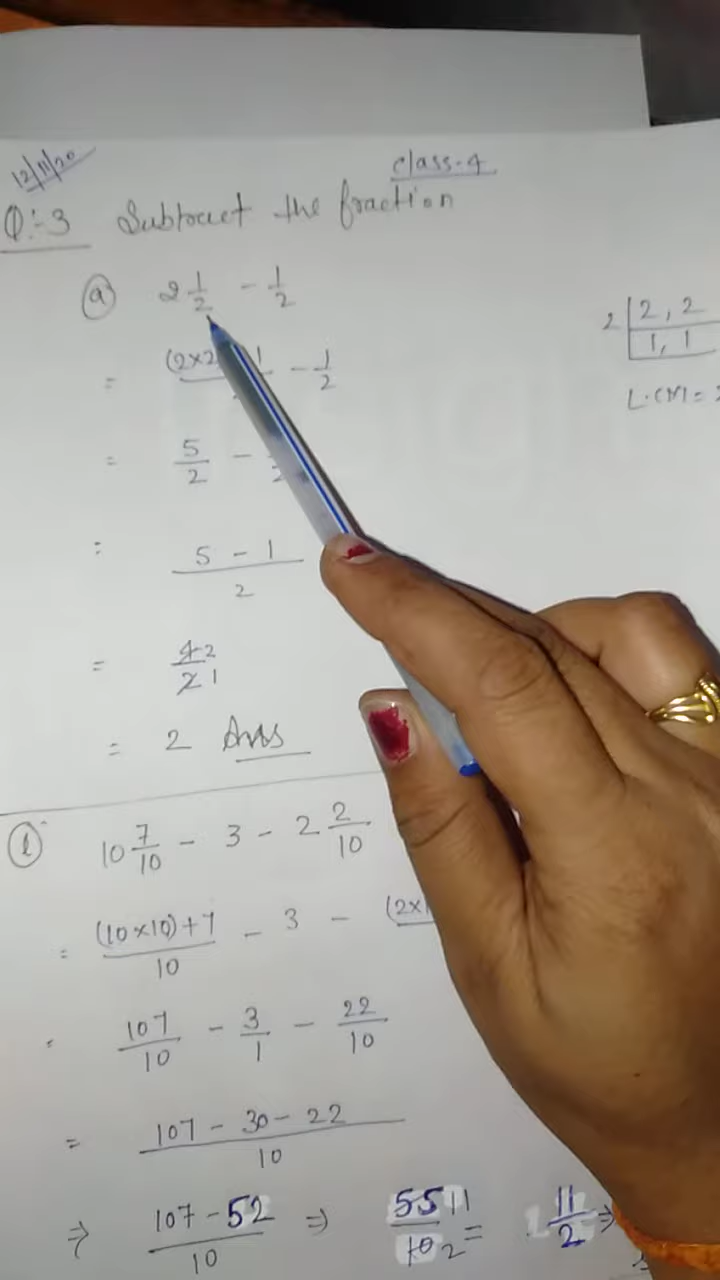 12/11/20
Class-4
Q:-3 Subtract the fraction
(a) 2 1/2 - 1/2
2 | 2, 2
1, 1
L.CM =
= (2×2 1 - 1/2
= 5/2 -
= 5 - 1 / 2
= 4/2 2/1
= 2 Ans
(l) 10 7/10 - 3 - 2 2/10
= (10×10)+7/10 - 3 - (2×1
= 107/10 - 3/1 - 22/10
= 107 - 30 - 22 / 10
⇒ 107 - 52 / 10 ⇒ 55/10 11/2 = 11/2 ⇒